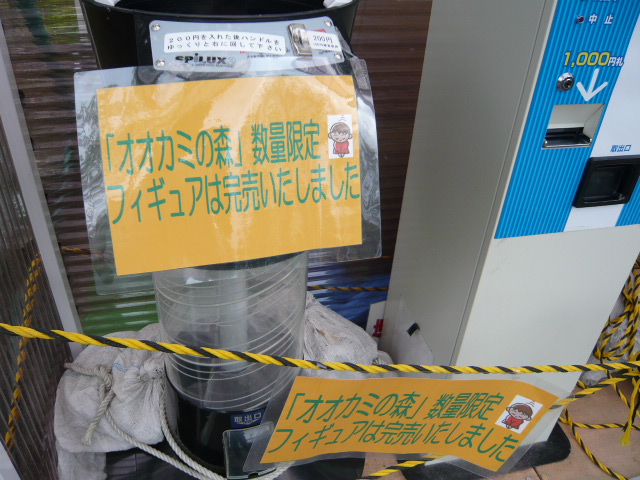 200円を入れた後ハンドルを
ゆっくりと右に回して下さい
200円
EPILUX
「オオカミの森」数量限定
フィギュアは完売いたしました
中止
1,000円札
取出口
取出口
「オオカミの森」数量限定
フィギュアは完売いたしました